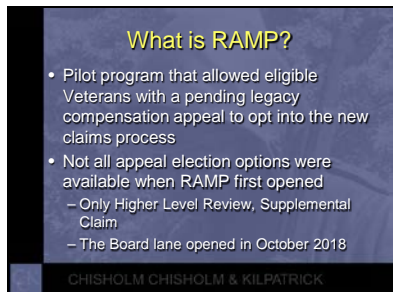 What is RAMP?
• Pilot program that allowed eligible
Veterans with a pending legacy
compensation appeal to opt into the new
claims process
• Not all appeal election options were
available when RAMP first opened
– Only Higher Level Review, Supplemental
Claim
– The Board lane opened in October 2018
CHISHOLM CHISHOLM & KILPATRICK